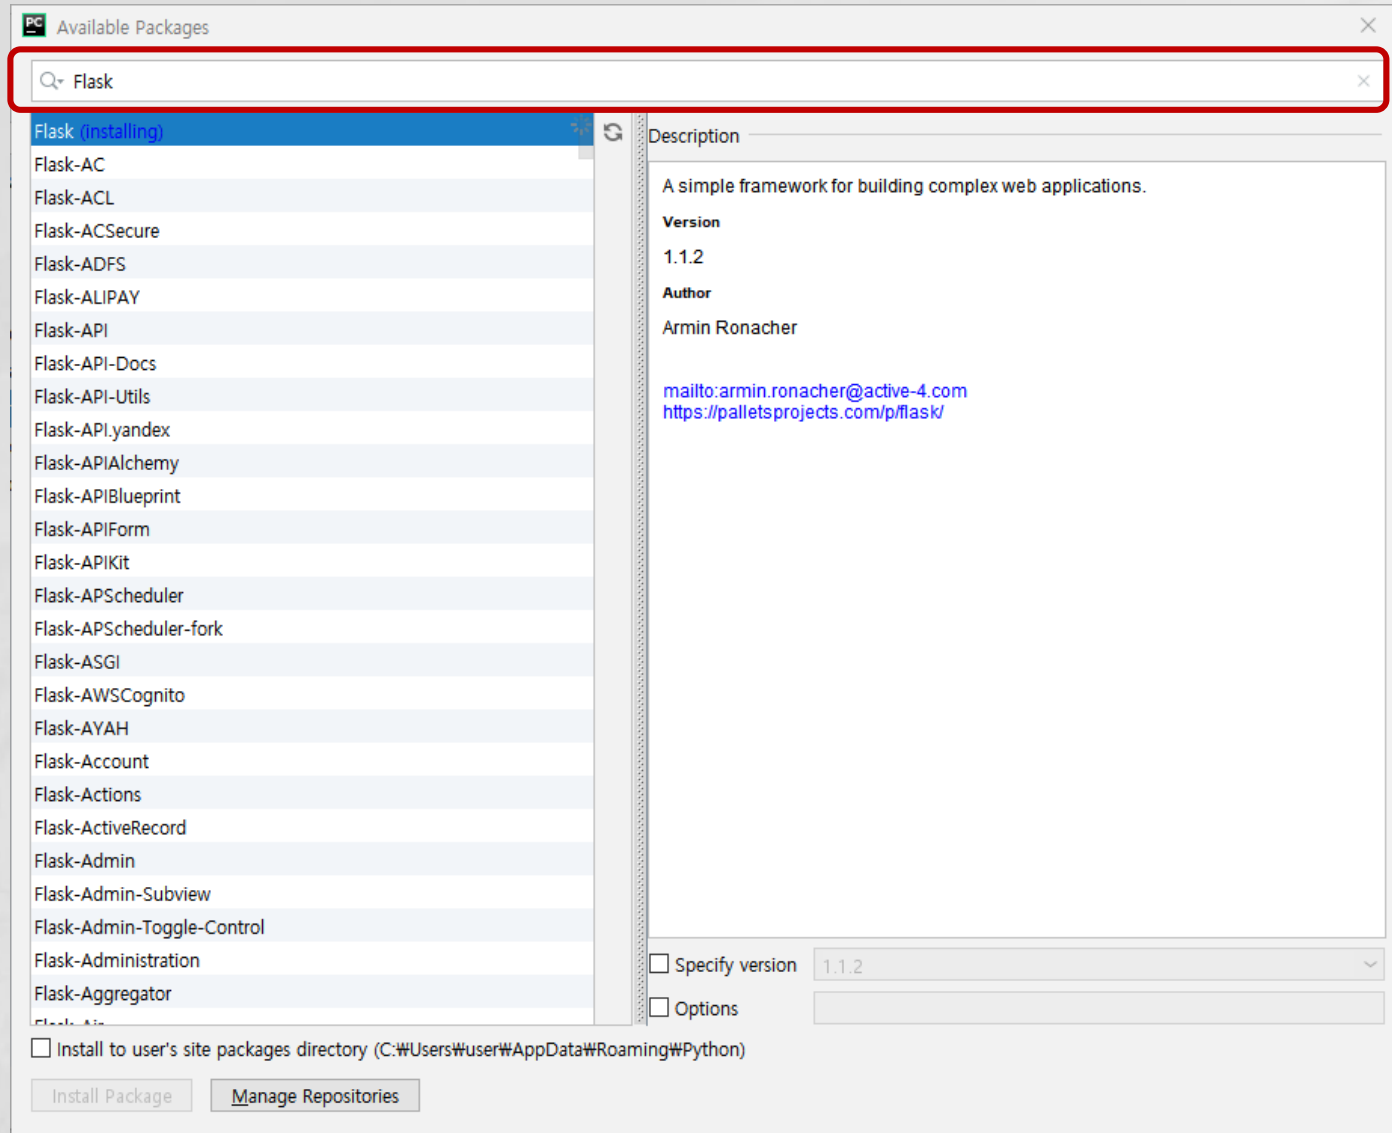 PC
Available Packages
Flask
Flask (installing)
Flask-AC
Flask-ACL
Flask-ACSecure
Flask-ADFS
Flask-ALIPAY
Flask-API
Flask-API-Docs
Flask-API-Utils
Flask-API.yandex
Flask-APIAlchemy
Flask-APIBlueprint
Flask-APIForm
Flask-APIKit
Flask-APScheduler
Flask-APScheduler-fork
Flask-ASGI
Flask-AWSCognito
Flask-AYAH
Flask-Account
Flask-Actions
Flask-ActiveRecord
Flask-Admin
Flask-Admin-Subview
Flask-Admin-Toggle-Control
Flask-Administration
Flask-Aggregator
Flask-Air
Description
A simple framework for building complex web applications.
Version
1.1.2
Author
Armin Ronacher
mailto:armin.ronacher@active-4.com
https://palletsprojects.com/p/flask/
Specify version 1.1.2
Options
Install to user's site packages directory (C:₩Users₩user₩AppData₩Roaming₩Python)
Install Package Manage Repositories